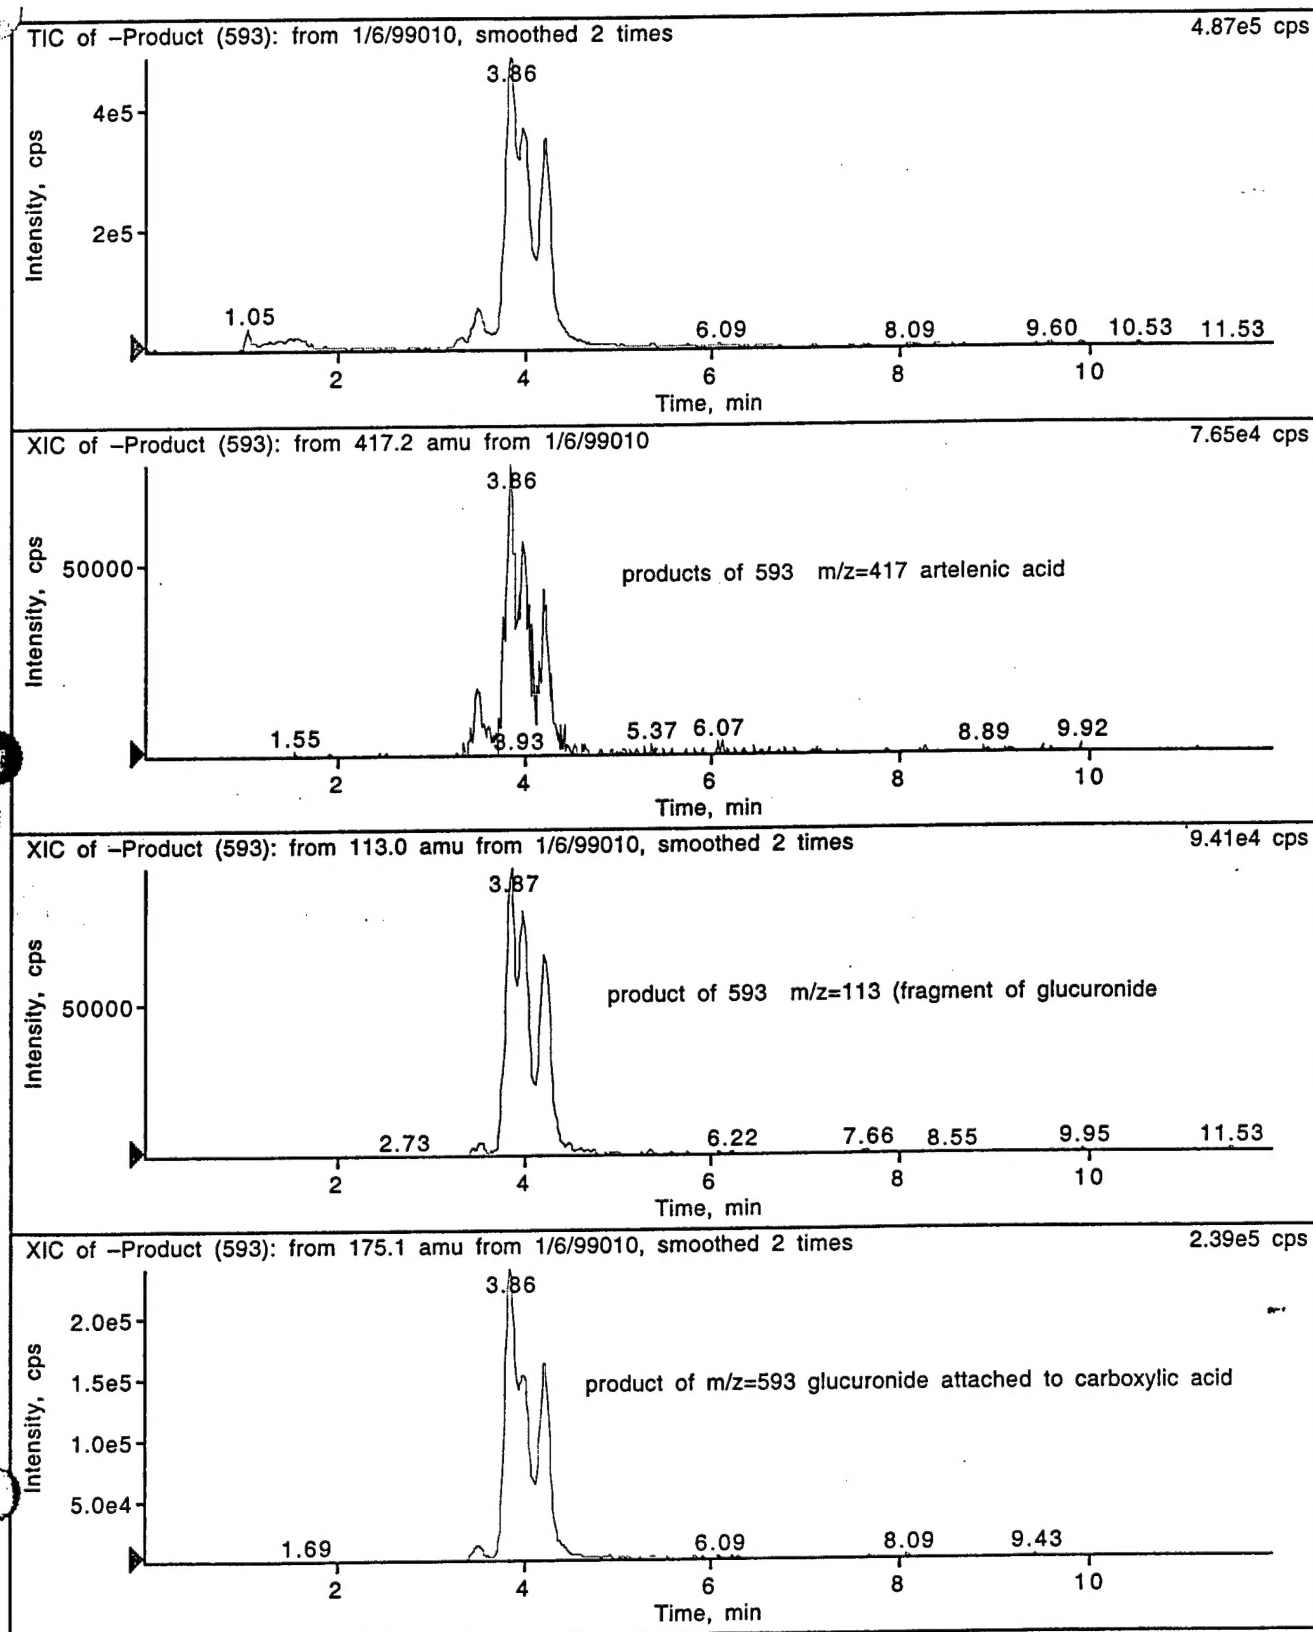 TIC of –Product (593): from 1/6/99010, smoothed 2 times 4.87e5 cps
3.86
4e5
Intensity, cps
2e5
1.05
6.09 8.09 9.60 10.53 11.53
2 4 6 8 10
Time, min
XIC of –Product (593): from 417.2 amu from 1/6/99010 7.65e4 cps
3.86
Intensity, cps
50000
products of 593 m/z=417 artelenic acid
1.55 3.93 5.37 6.07 8.89 9.92
2 4 6 8 10
Time, min
XIC of –Product (593): from 113.0 amu from 1/6/99010, smoothed 2 times 9.41e4 cps
3.87
Intensity, cps
50000
product of 593 m/z=113 (fragment of glucuronide
2.73 6.22 7.66 8.55 9.95 11.53
2 4 6 8 10
Time, min
XIC of –Product (593): from 175.1 amu from 1/6/99010, smoothed 2 times 2.39e5 cps
3.86
2.0e5
Intensity, cps
1.5e5
product of m/z=593 glucuronide attached to carboxylic acid
1.0e5
5.0e4
1.69 6.09 8.09 9.43
2 4 6 8 10
Time, min